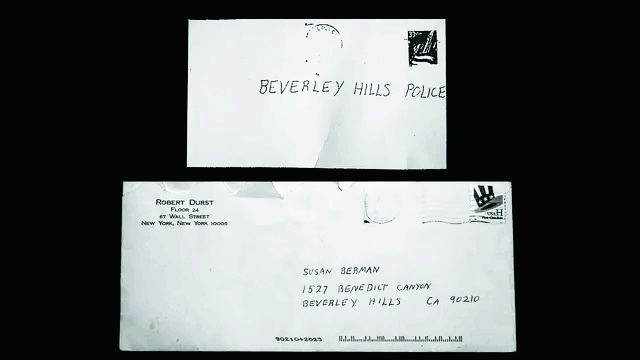 33
BEVERLEY HILLS POLICE
ROBERT DURST
FLOOR 24
67 WALL STREET
NEW YORK, NEW YORK 10005
USA H
SUSAN BERMAN
1527 BENEDICT CANYON
BEVERLEY HILLS CA 90210
9021042023